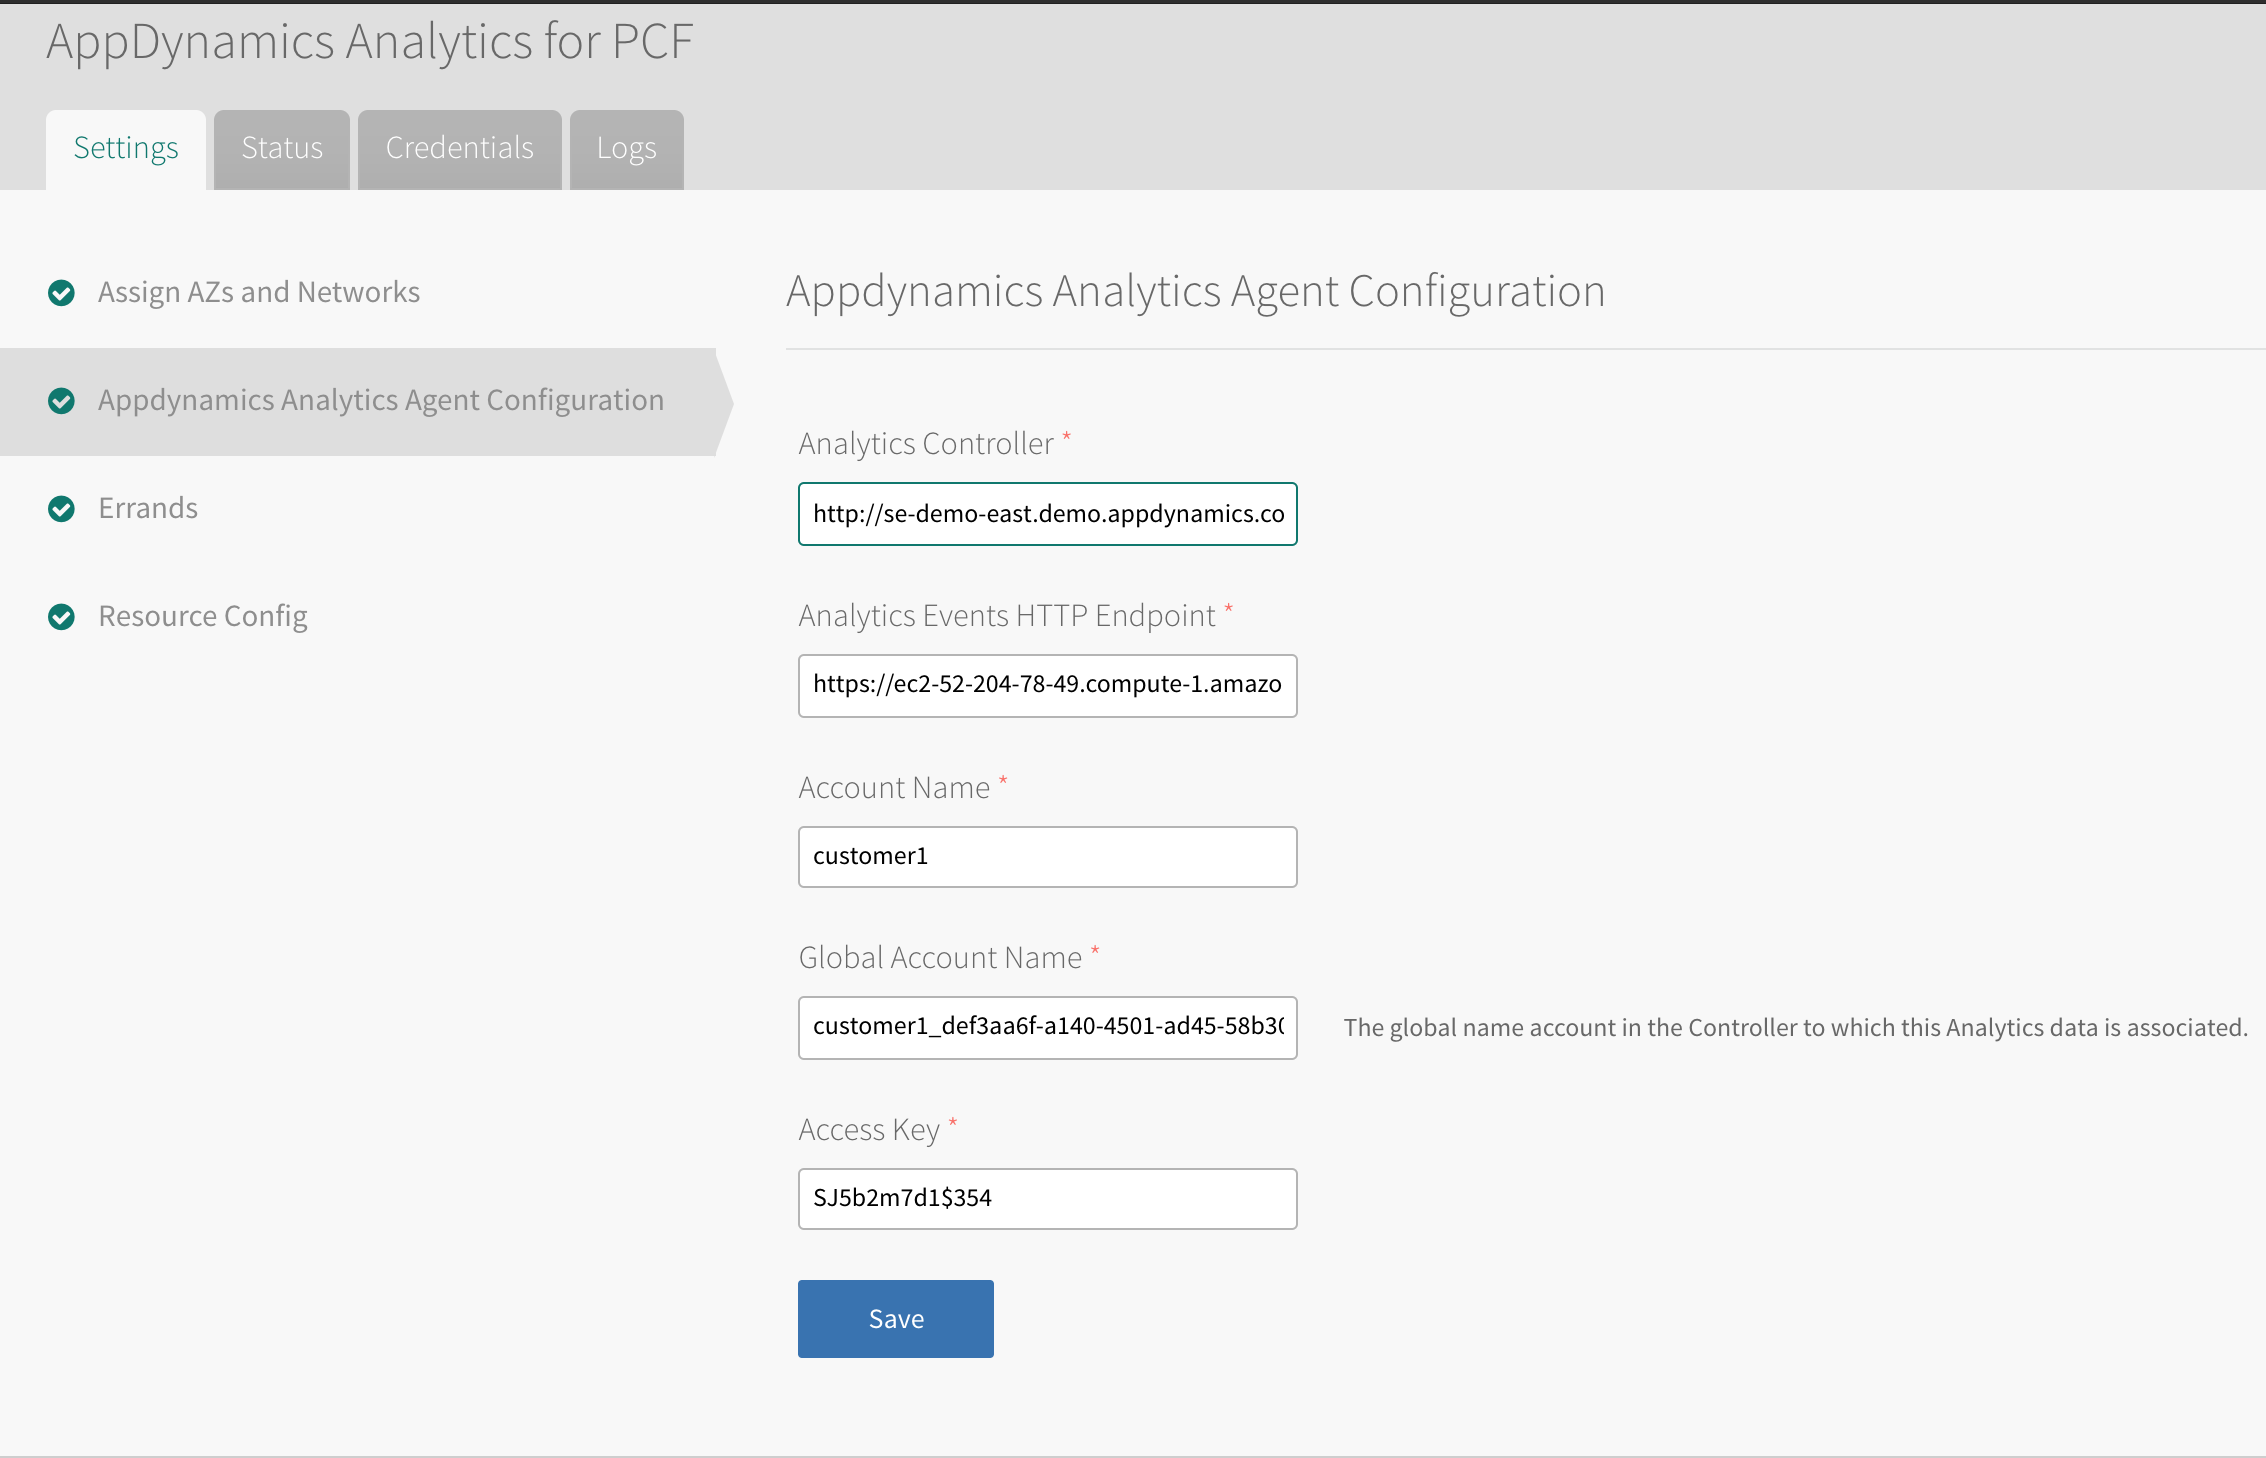 AppDynamics Analytics for PCF
Settings
Status
Credentials
Logs
Assign AZs and Networks
Appdynamics Analytics Agent Configuration
Errands
Resource Config
Appdynamics Analytics Agent Configuration
Analytics Controller *
http://se-demo-east.demo.appdynamics.co
Analytics Events HTTP Endpoint *
https://ec2-52-204-78-49.compute-1.amazo
Account Name *
customer1
Global Account Name *
customer1_def3aa6f-a140-4501-ad45-58b30
The global name account in the Controller to which this Analytics data is associated.
Access Key *
SJ5b2m7d1$354
Save